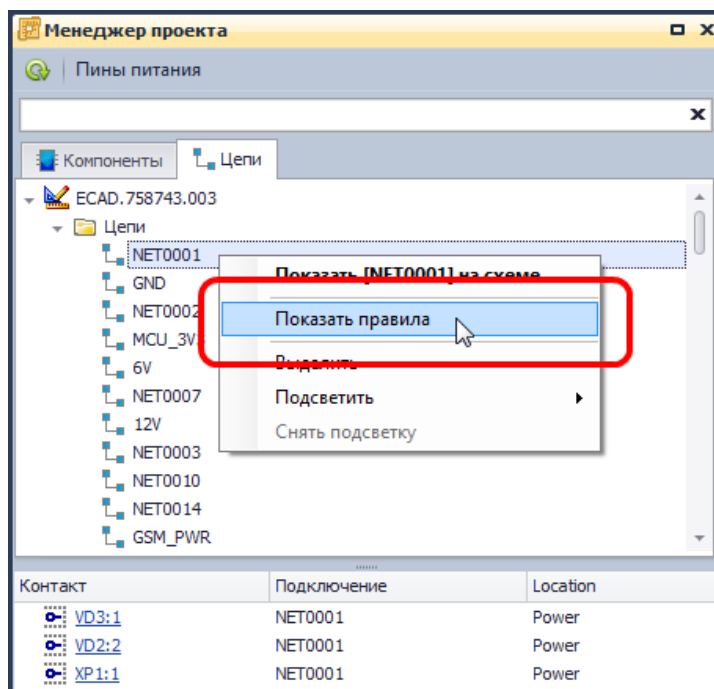 Менеджер проекта
Пины питания
Компоненты Цепи
ECAD.758743.003
Цепи
NET0001
Показать [NET0001] на схеме
GND
NET0002
Показать правила
MCU_3V3
Выделить
6V
NET0007
Подсветить
12V
Снять подсветку
NET0003
NET0010
NET0014
GSM_PWR
Контакт Подключение Location
VD3:1 NET0001 Power
VD2:2 NET0001 Power
XP1:1 NET0001 Power